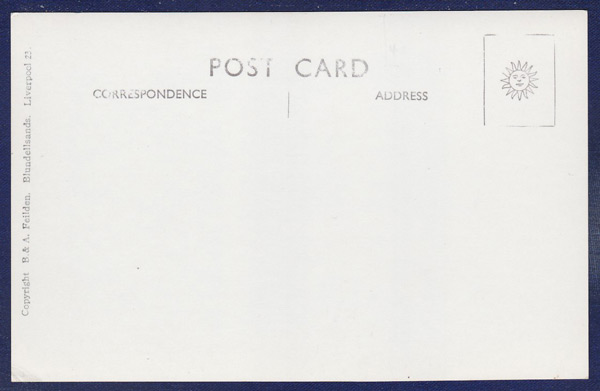 POST CARD
CORRESPONDENCE
ADDRESS
Copyright B. & A. Feilden. Blundellsands. Liverpool 23